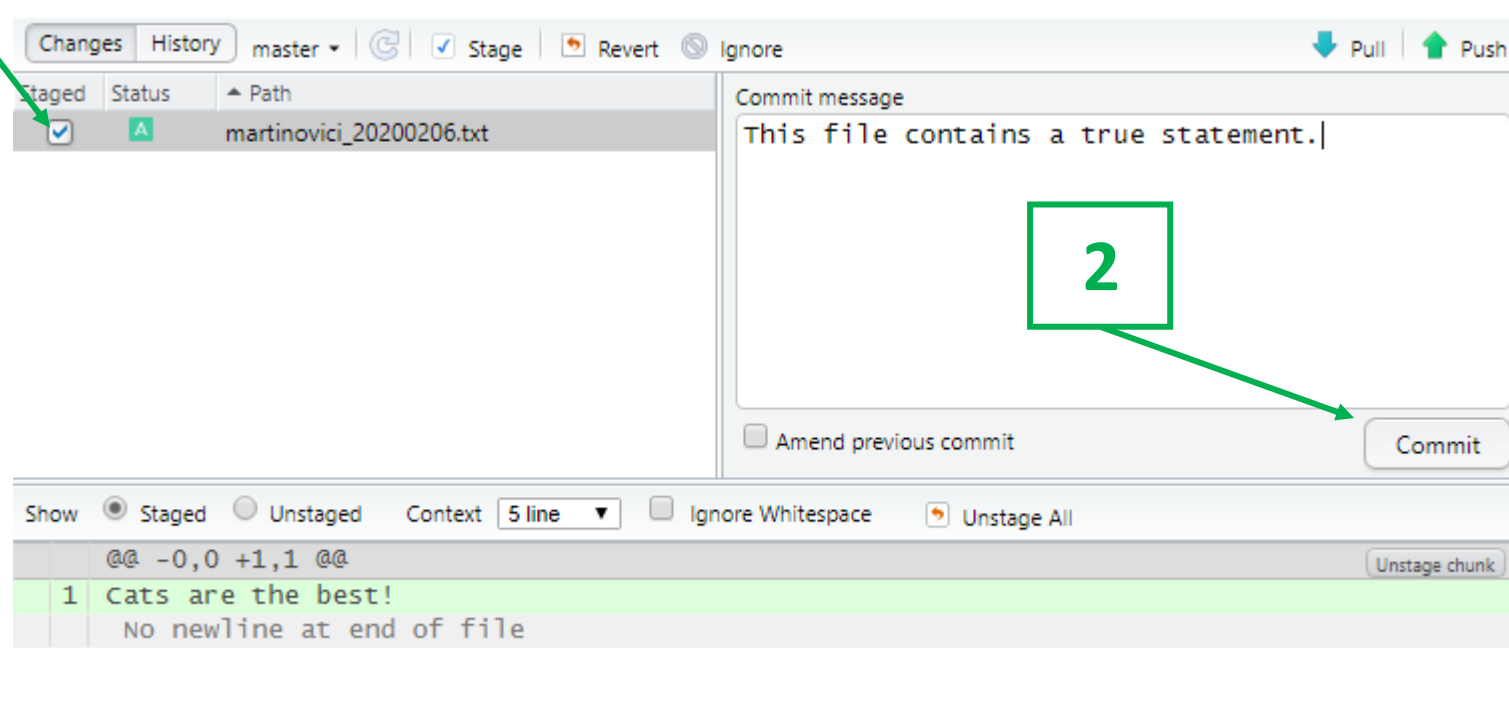 Changes History master Stage Revert Ignore Pull Push
Staged Status Path
martinovici_20200206.txt
A
Commit message
This file contains a true statement.
2
Amend previous commit
Commit
Show Staged Unstaged Context 5 line Ignore Whitespace Unstage All
@@ -0,0 +1,1 @@
Unstage chunk
1 Cats are the best!
No newline at end of file